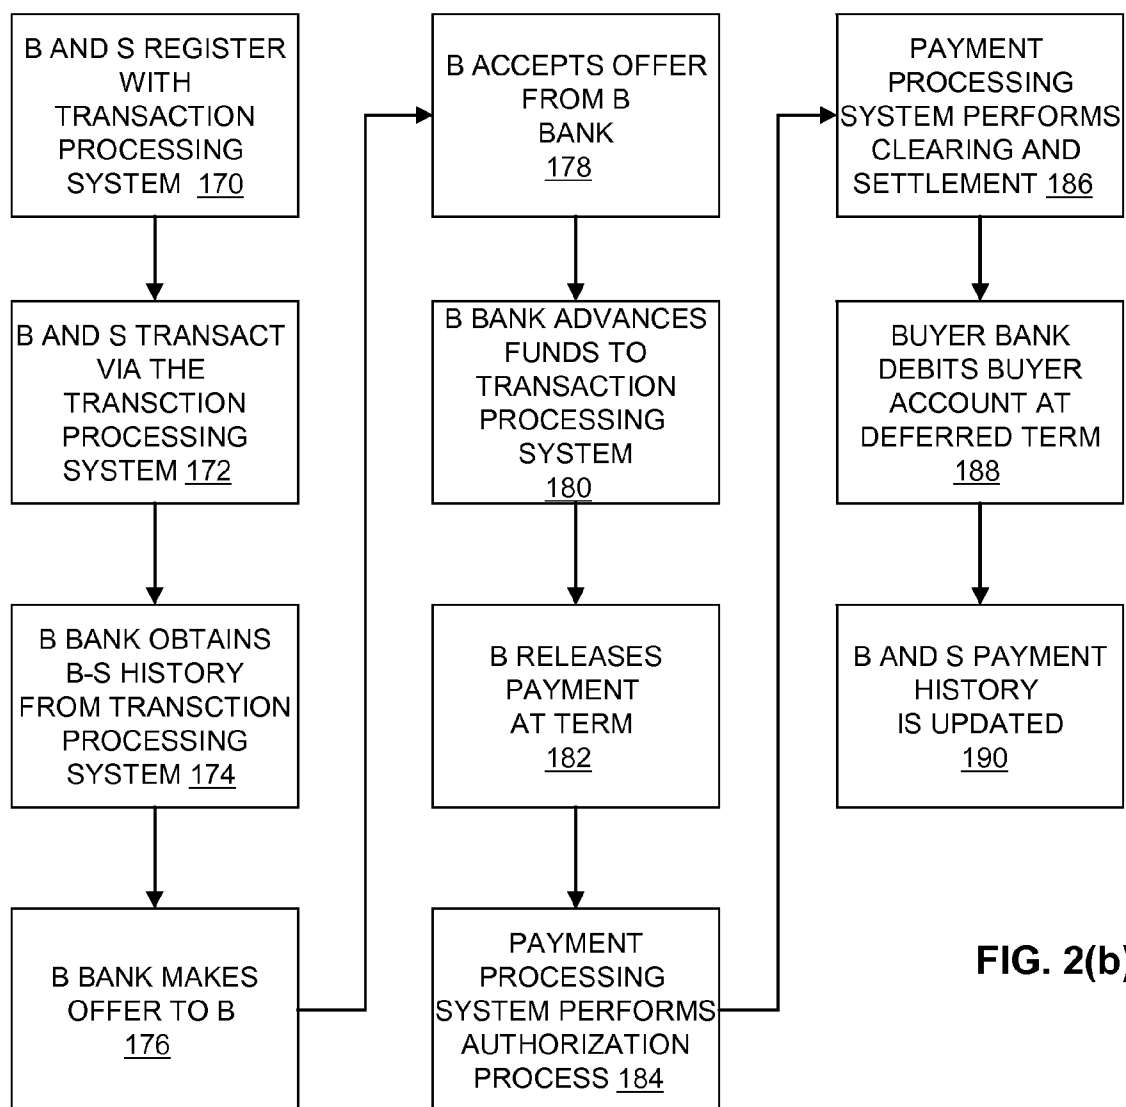 B AND S REGISTER
WITH
TRANSACTION
PROCESSING
SYSTEM 170
B AND S TRANSACT
VIA THE
TRANSCTION
PROCESSING
SYSTEM 172
B BANK OBTAINS
B-S HISTORY
FROM TRANSCTION
PROCESSING
SYSTEM 174
B BANK MAKES
OFFER TO B
176
B ACCEPTS OFFER
FROM B
BANK
178
B BANK ADVANCES
FUNDS TO
TRANSACTION
PROCESSING
SYSTEM
180
B RELEASES
PAYMENT
AT TERM
182
PAYMENT
PROCESSING
SYSTEM PERFORMS
AUTHORIZATION
PROCESS 184
PAYMENT
PROCESSING
SYSTEM PERFORMS
CLEARING AND
SETTLEMENT 186
BUYER BANK
DEBITS BUYER
ACCOUNT AT
DEFERRED TERM
188
B AND S PAYMENT
HISTORY
IS UPDATED
190
FIG. 2(b)